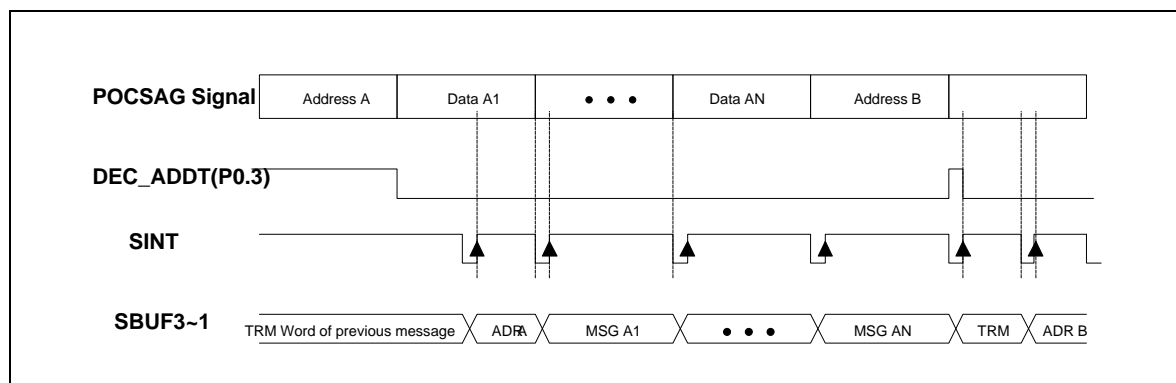 POCSAG Signal Address A Data A1 • • • Data AN Address B
DEC_ADDT(P0.3)
SINT
SBUF3~1 TRM Word of previous message ADR A MSG A1 • • • MSG AN TRM ADR B